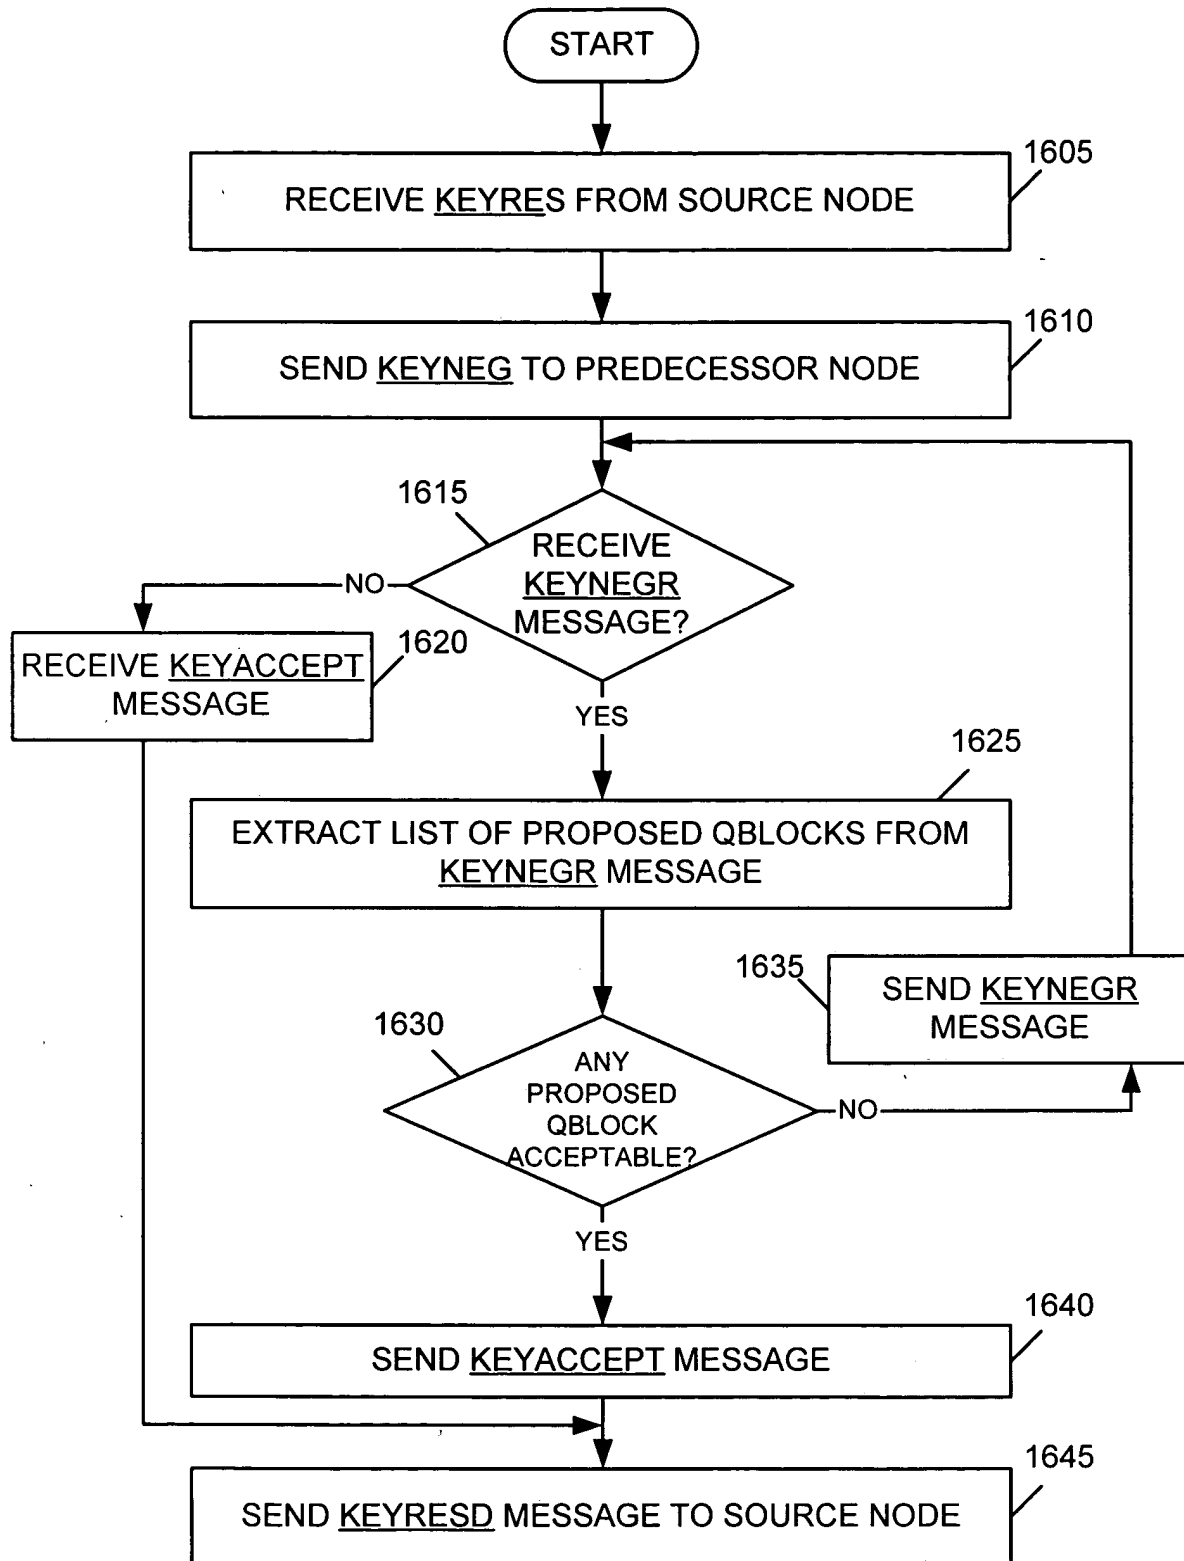 START
1605
RECEIVE KEYRES FROM SOURCE NODE
1610
SEND KEYNEG TO PREDECESSOR NODE
1615
RECEIVE
KEYNEGR
MESSAGE?
NO
1620
RECEIVE KEYACCEPT
MESSAGE
YES
1625
EXTRACT LIST OF PROPOSED QBLOCKS FROM
KEYNEGR MESSAGE
1635
SEND KEYNEGR
MESSAGE
1630
ANY
PROPOSED
QBLOCK
ACCEPTABLE?
NO
YES
1640
SEND KEYACCEPT MESSAGE
1645
SEND KEYRESD MESSAGE TO SOURCE NODE